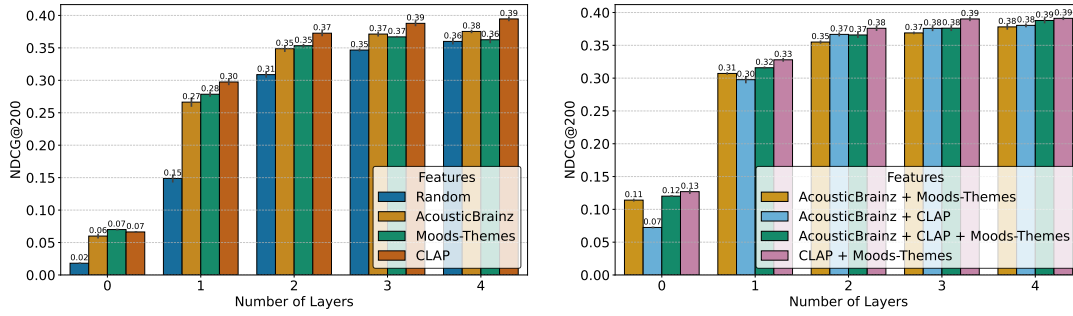 0.40
0.35
0.30
0.25
0.20
0.15
0.10
0.05
0.00
NDCG@200
0.02 0.06 0.07 0.07
0.15 0.27 0.28 0.30
0.31 0.35 0.35 0.37
0.35 0.37 0.37 0.39
0.36 0.38 0.36 0.39
Features
Random
AcousticBrainz
Moods-Themes
CLAP
0 1 2 3 4
Number of Layers
0.40
0.35
0.30
0.25
0.20
0.15
0.10
0.05
0.00
NDCG@200
0.11 0.07 0.12 0.13
0.31 0.30 0.32 0.33
0.35 0.37 0.37 0.38
0.37 0.38 0.38 0.39
0.38 0.38 0.39 0.39
Features
AcousticBrainz + Moods-Themes
AcousticBrainz + CLAP
AcousticBrainz + CLAP + Moods-Themes
CLAP + Moods-Themes
0 1 2 3 4
Number of Layers